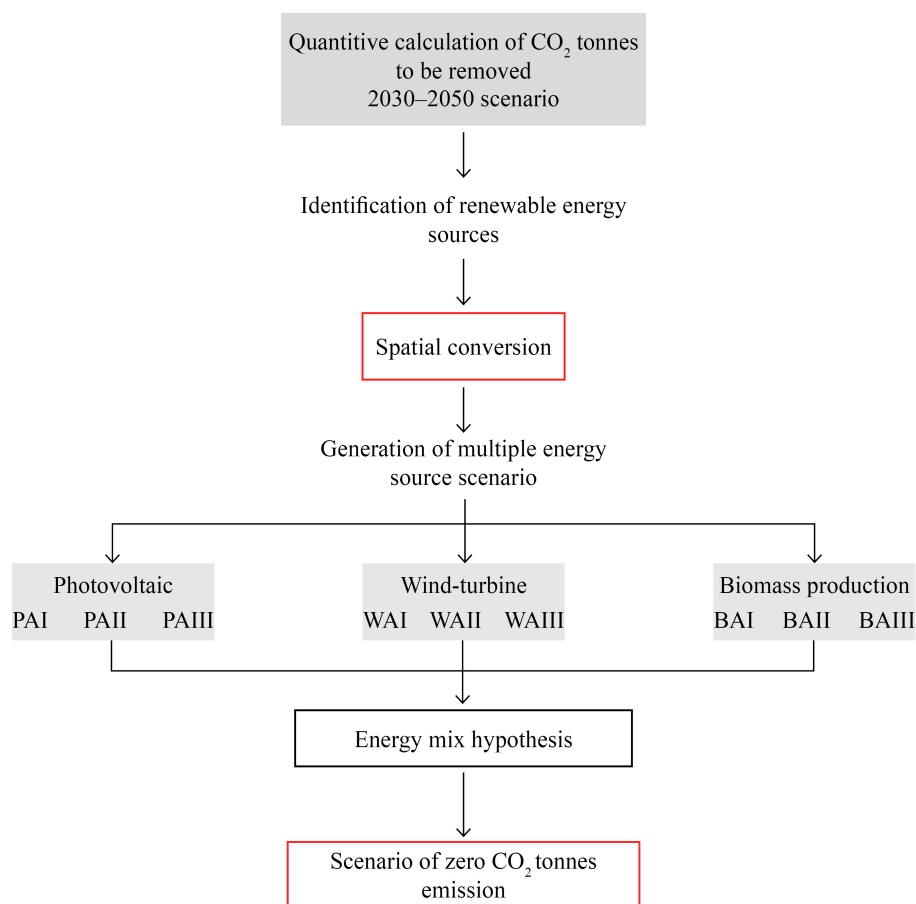 Quantitive calculation of CO₂ tonnes
to be removed
2030–2050 scenario
Identification of renewable energy
sources
Spatial conversion
Generation of multiple energy
source scenario
Photovoltaic
PAI PAII PAIII
Wind-turbine
WAI WAII WAIII
Biomass production
BAI BAII BAIII
Energy mix hypothesis
Scenario of zero CO₂ tonnes
emission